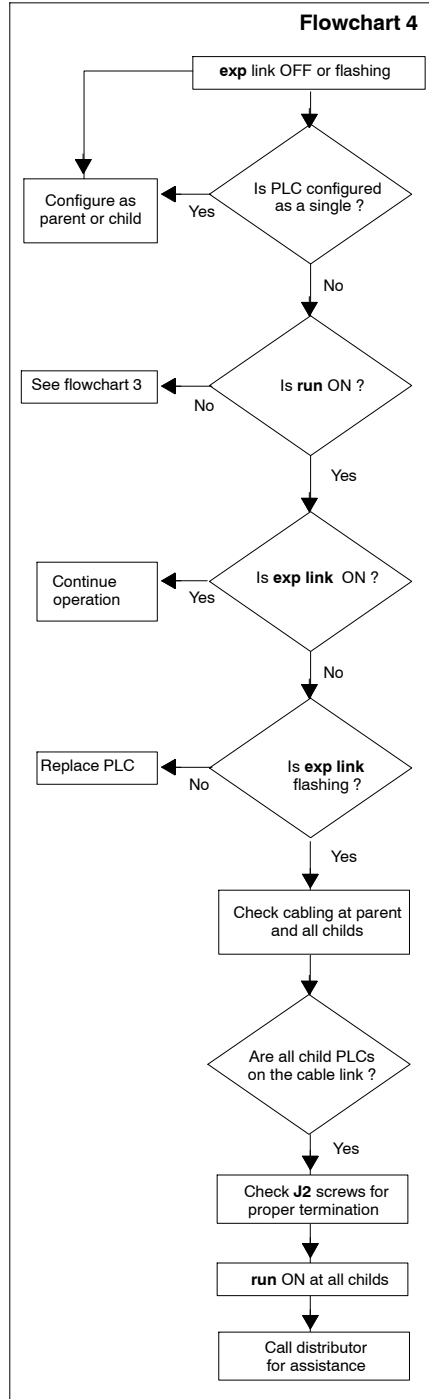 Flowchart 4
exp link OFF or flashing
Configure as
parent or child
Yes
Is PLC configured
as a single ?
No
See flowchart 3
No
Is run ON ?
Yes
Continue
operation
Yes
Is exp link ON ?
No
Replace PLC
No
Is exp link
flashing ?
Yes
Check cabling at parent
and all childs
Are all child PLCs
on the cable link ?
Yes
Check J2 screws for
proper termination
run ON at all childs
Call distributor
for assistance